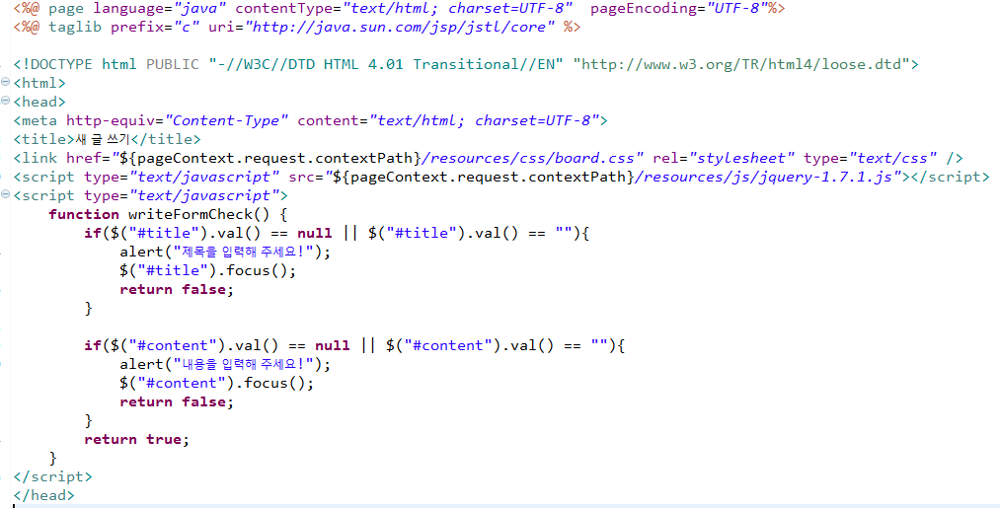 <%@ page language="java" contentType="text/html; charset=UTF-8"  pageEncoding="UTF-8"%>
<%@ taglib prefix="c" uri="http://java.sun.com/jsp/jstl/core" %>

<!DOCTYPE html PUBLIC "-//W3C//DTD HTML 4.01 Transitional//EN" "http://www.w3.org/TR/html4/loose.dtd">
<html>
<head>
<meta http-equiv="Content-Type" content="text/html; charset=UTF-8">
<title>새 글 쓰기</title>
<link href="${pageContext.request.contextPath}/resources/css/board.css" rel="stylesheet" type="text/css" />
<script type="text/javascript" src="${pageContext.request.contextPath}/resources/js/jquery-1.7.1.js"></script>
<script type="text/javascript">
    function writeFormCheck() {
        if($("#title").val() == null || $("#title").val() == ""){
            alert("제목을 입력해 주세요!");
            $("#title").focus();
            return false;
        }

        if($("#content").val() == null || $("#content").val() == ""){
            alert("내용을 입력해 주세요!");
            $("#content").focus();
            return false;
        }
        return true;
    }
</script>
</head>